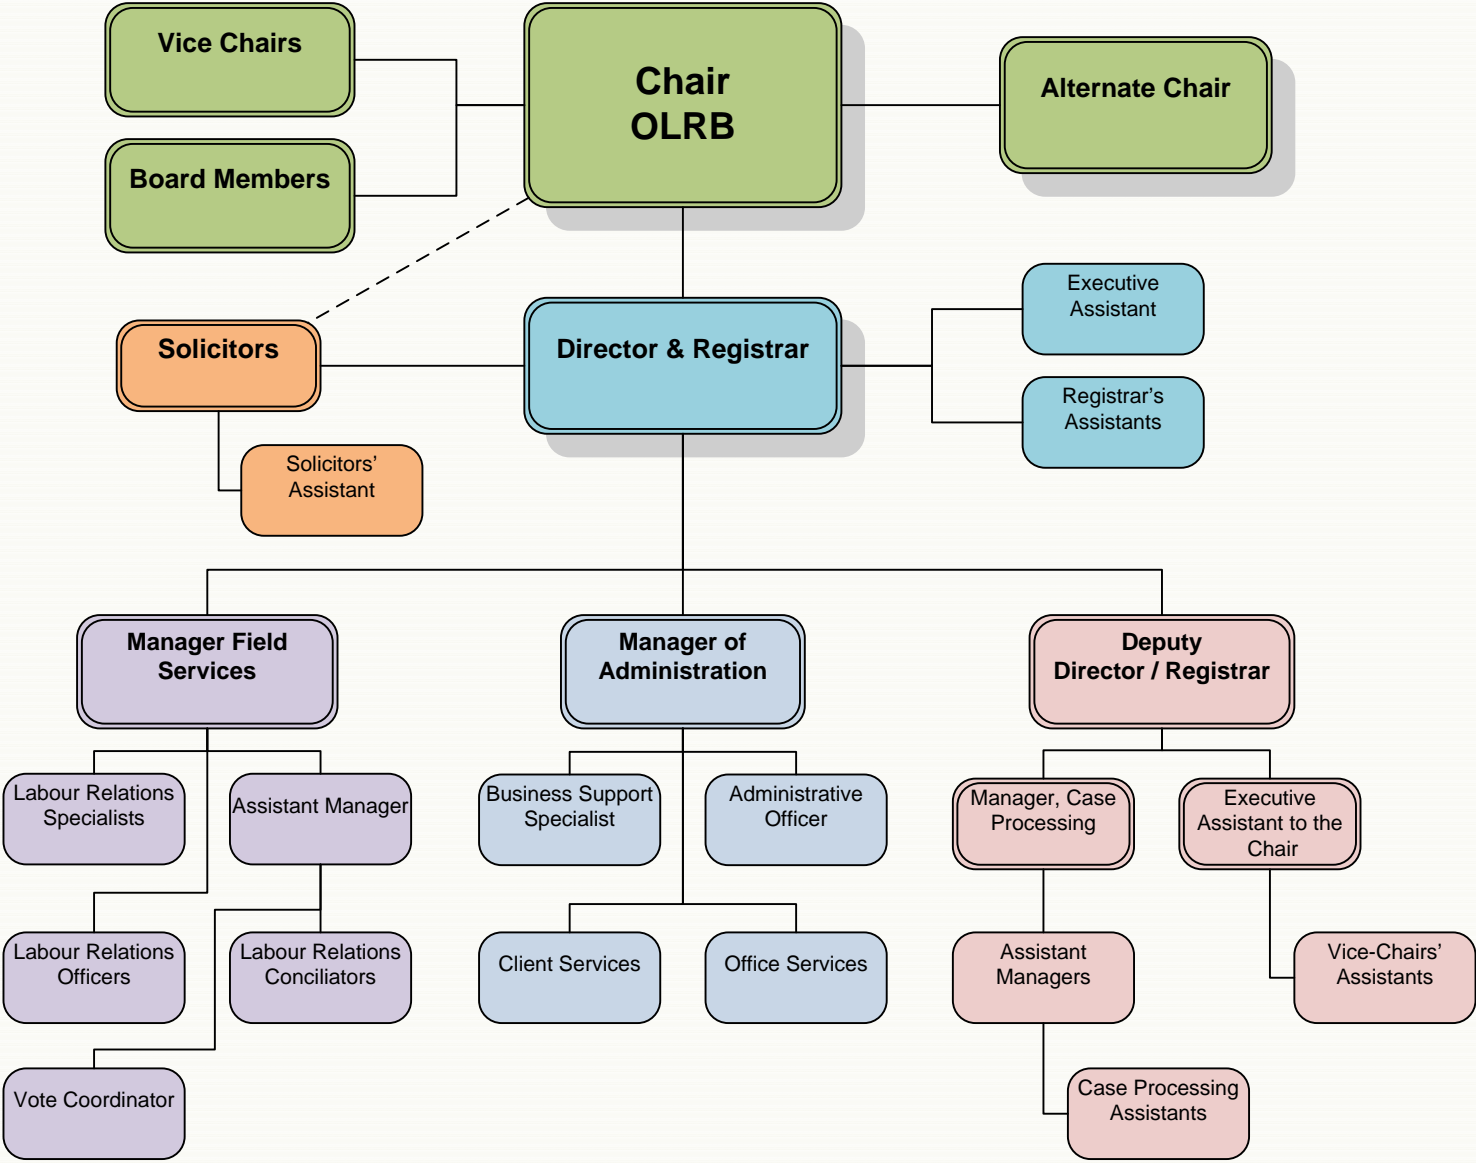 Vice Chairs
Chair
OLRB
Alternate Chair
Board Members
Executive
Assistant
Solicitors
Director & Registrar
Registrar’s
Assistants
Solicitors’
Assistant
Manager Field
Services
Manager of
Administration
Deputy
Director / Registrar
Labour Relations
Specialists
Assistant Manager
Business Support
Specialist
Administrative
Officer
Manager, Case
Processing
Executive
Assistant to the
Chair
Labour Relations
Officers
Labour Relations
Conciliators
Client Services
Office Services
Assistant
Managers
Vice-Chairs’
Assistants
Vote Coordinator
Case Processing
Assistants